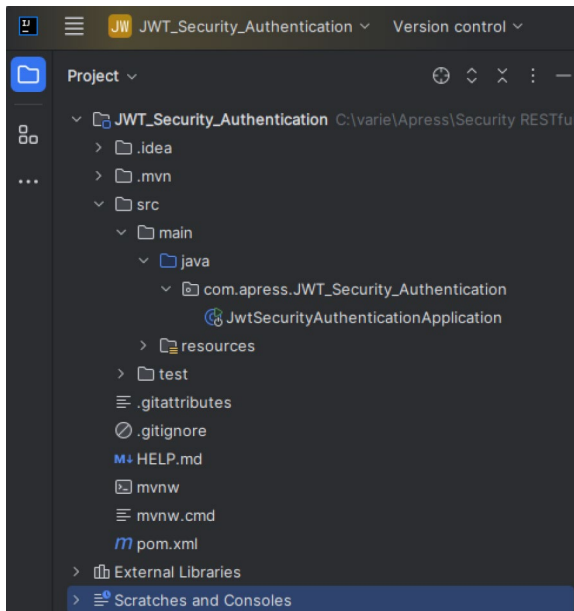 IJ
JW JWT_Security_Authentication Version control
Project
JWT_Security_Authentication C:\varie\Apress\Security RESTfu
.idea
.mvn
src
main
java
com.apress.JWT_Security_Authentication
JwtSecurityAuthenticationApplication
resources
test
.gitattributes
.gitignore
M↓ HELP.md
mvnw
mvnw.cmd
m pom.xml
External Libraries
Scratches and Consoles